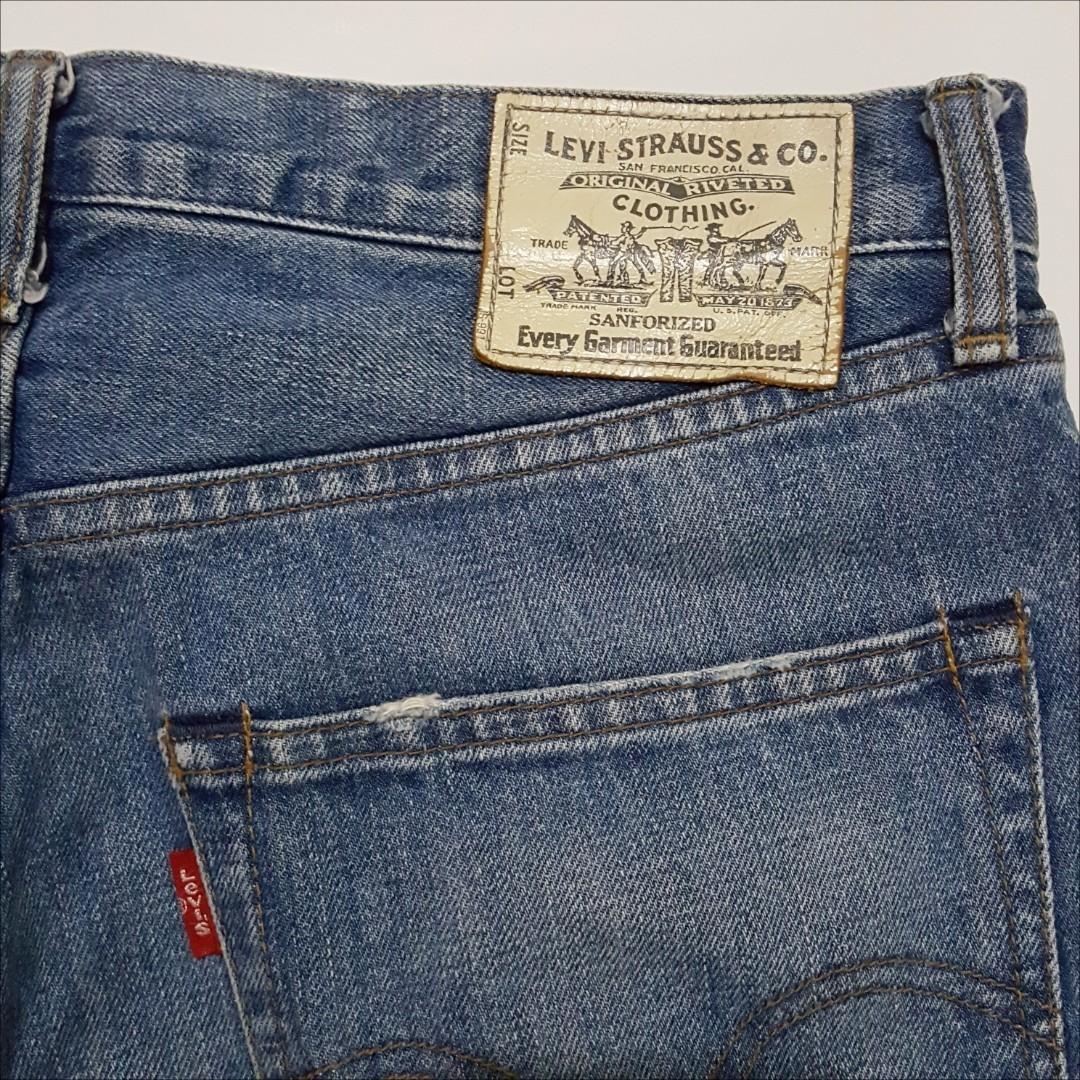 SIZE
LEVI STRAUSS & CO.
SAN FRANCISCO, CAL.
ORIGINAL RIVETED
CLOTHING.
TRADE MARK
LOT
PATENTED MAY 20 1873
TRADE MARK REG. U.S. PAT. OFF.
SANFORIZED
Every Garment Guaranteed
LeVi'S